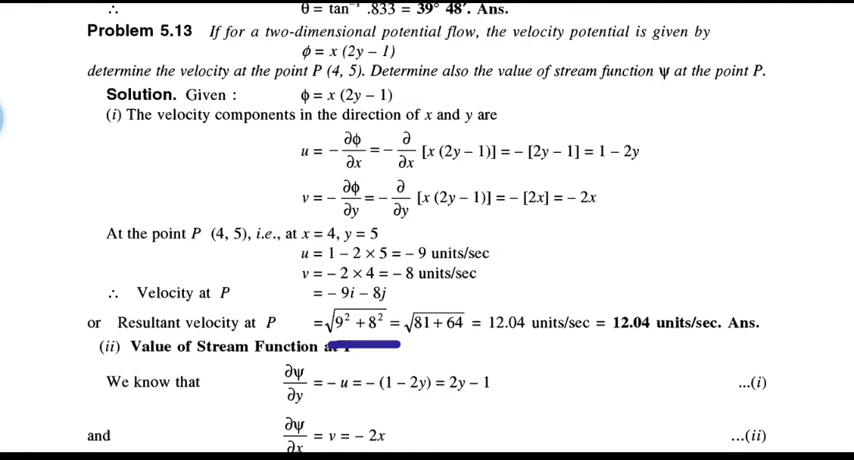 ∴ θ = tan⁻¹ .833 = 39° 48′. Ans.
Problem 5.13 If for a two-dimensional potential flow, the velocity potential is given by
ϕ = x (2y – 1)
determine the velocity at the point P (4, 5). Determine also the value of stream function ψ at the point P.
Solution. Given : ϕ = x (2y – 1)
(i) The velocity components in the direction of x and y are
u = – ∂ϕ/∂x = – ∂/∂x [x (2y – 1)] = – [2y – 1] = 1 – 2y
v = – ∂ϕ/∂y = – ∂/∂y [x (2y – 1)] = – [2x] = – 2x
At the point P (4, 5), i.e., at x = 4, y = 5
u = 1 – 2 × 5 = – 9 units/sec
v = – 2 × 4 = – 8 units/sec
∴ Velocity at P = – 9i – 8j
or Resultant velocity at P = √(9² + 8²) = √(81 + 64) = 12.04 units/sec = 12.04 units/sec. Ans.
(ii) Value of Stream Function
We know that ∂ψ/∂y = – u = – (1 – 2y) = 2y – 1 ...(i)
and ∂ψ/∂x = v = – 2x ...(ii)